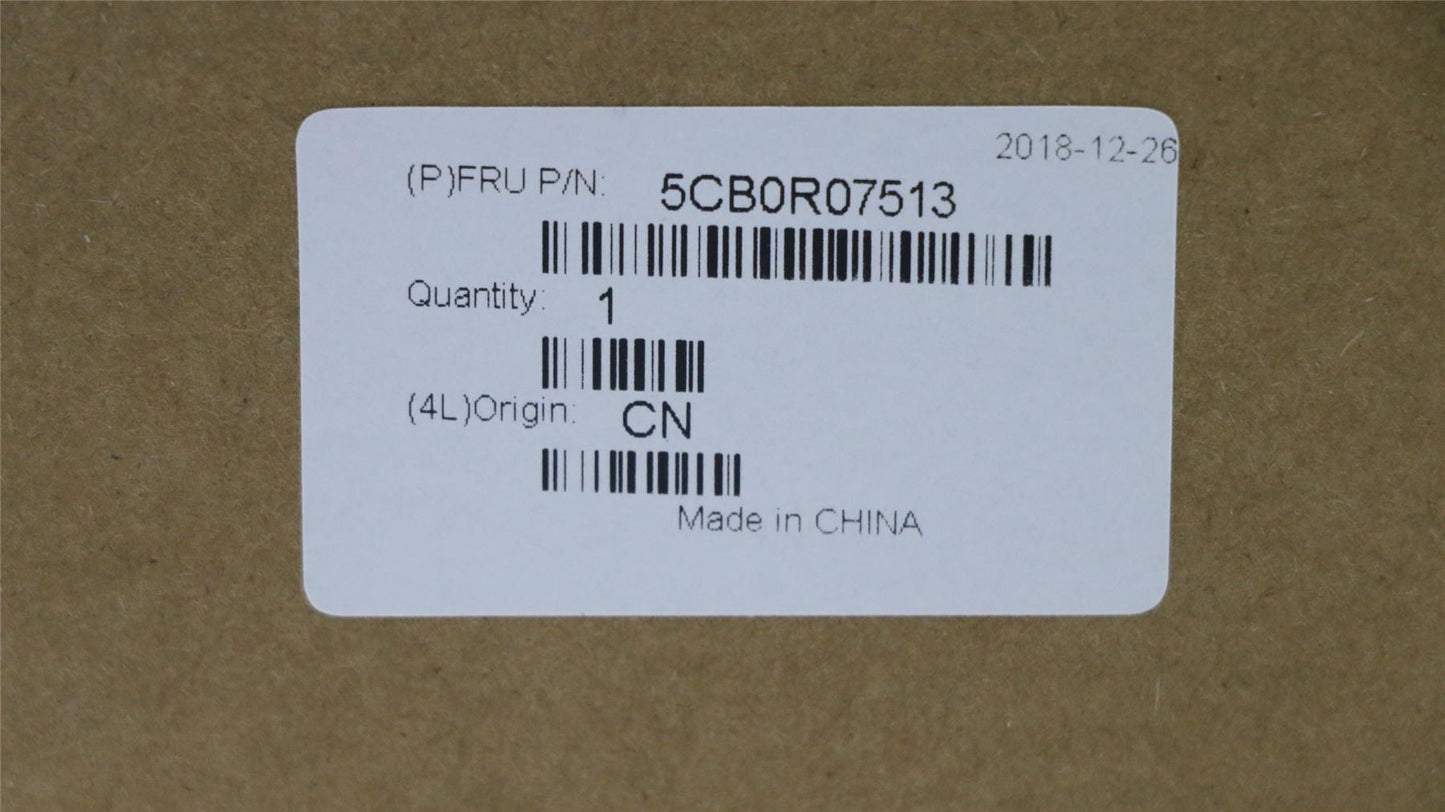 2018-12-26
(P)FRU P/N: 5CB0R07513
Quantity: 1
(4L)Origin: CN
Made in CHINA